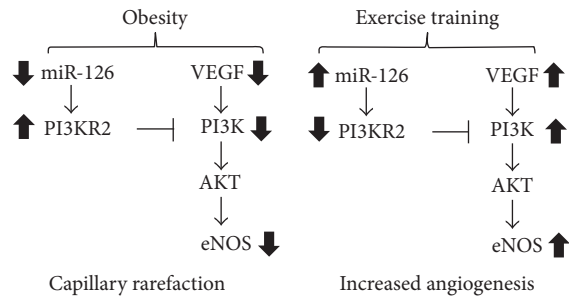 Obesity
Exercise training
miR-126 VEGF
miR-126 VEGF
PI3KR2 PI3K
PI3KR2 PI3K
AKT
AKT
eNOS
eNOS
Capillary rarefaction
Increased angiogenesis